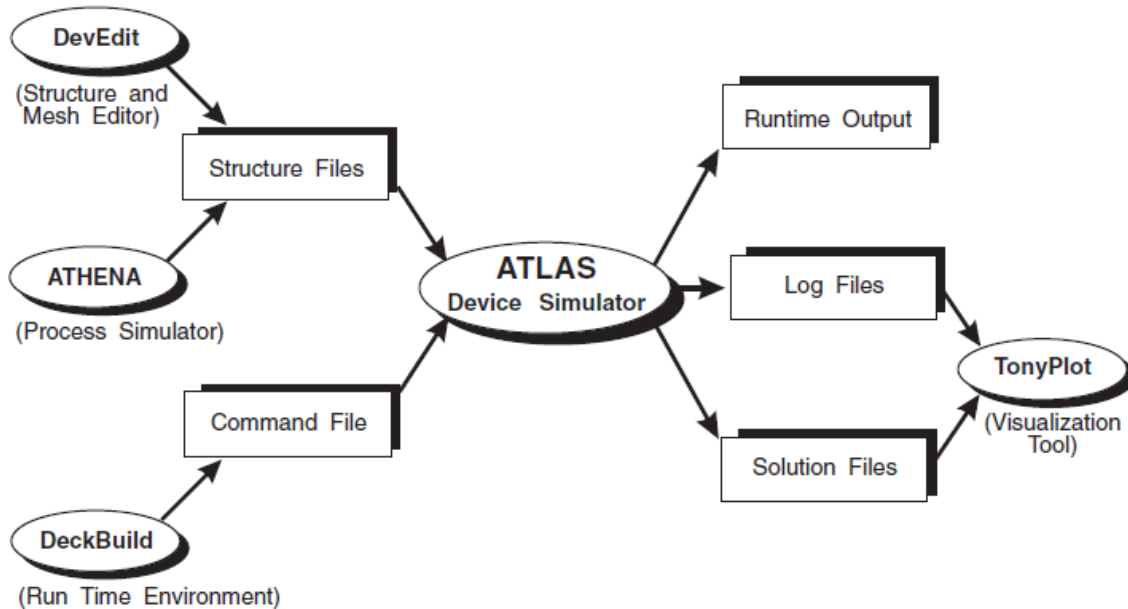 DevEdit
(Structure and
Mesh Editor)
Structure Files
ATHENA
(Process Simulator)
Command File
DeckBuild
(Run Time Environment)
ATLAS
Device Simulator
Runtime Output
Log Files
Solution Files
TonyPlot
(Visualization
Tool)